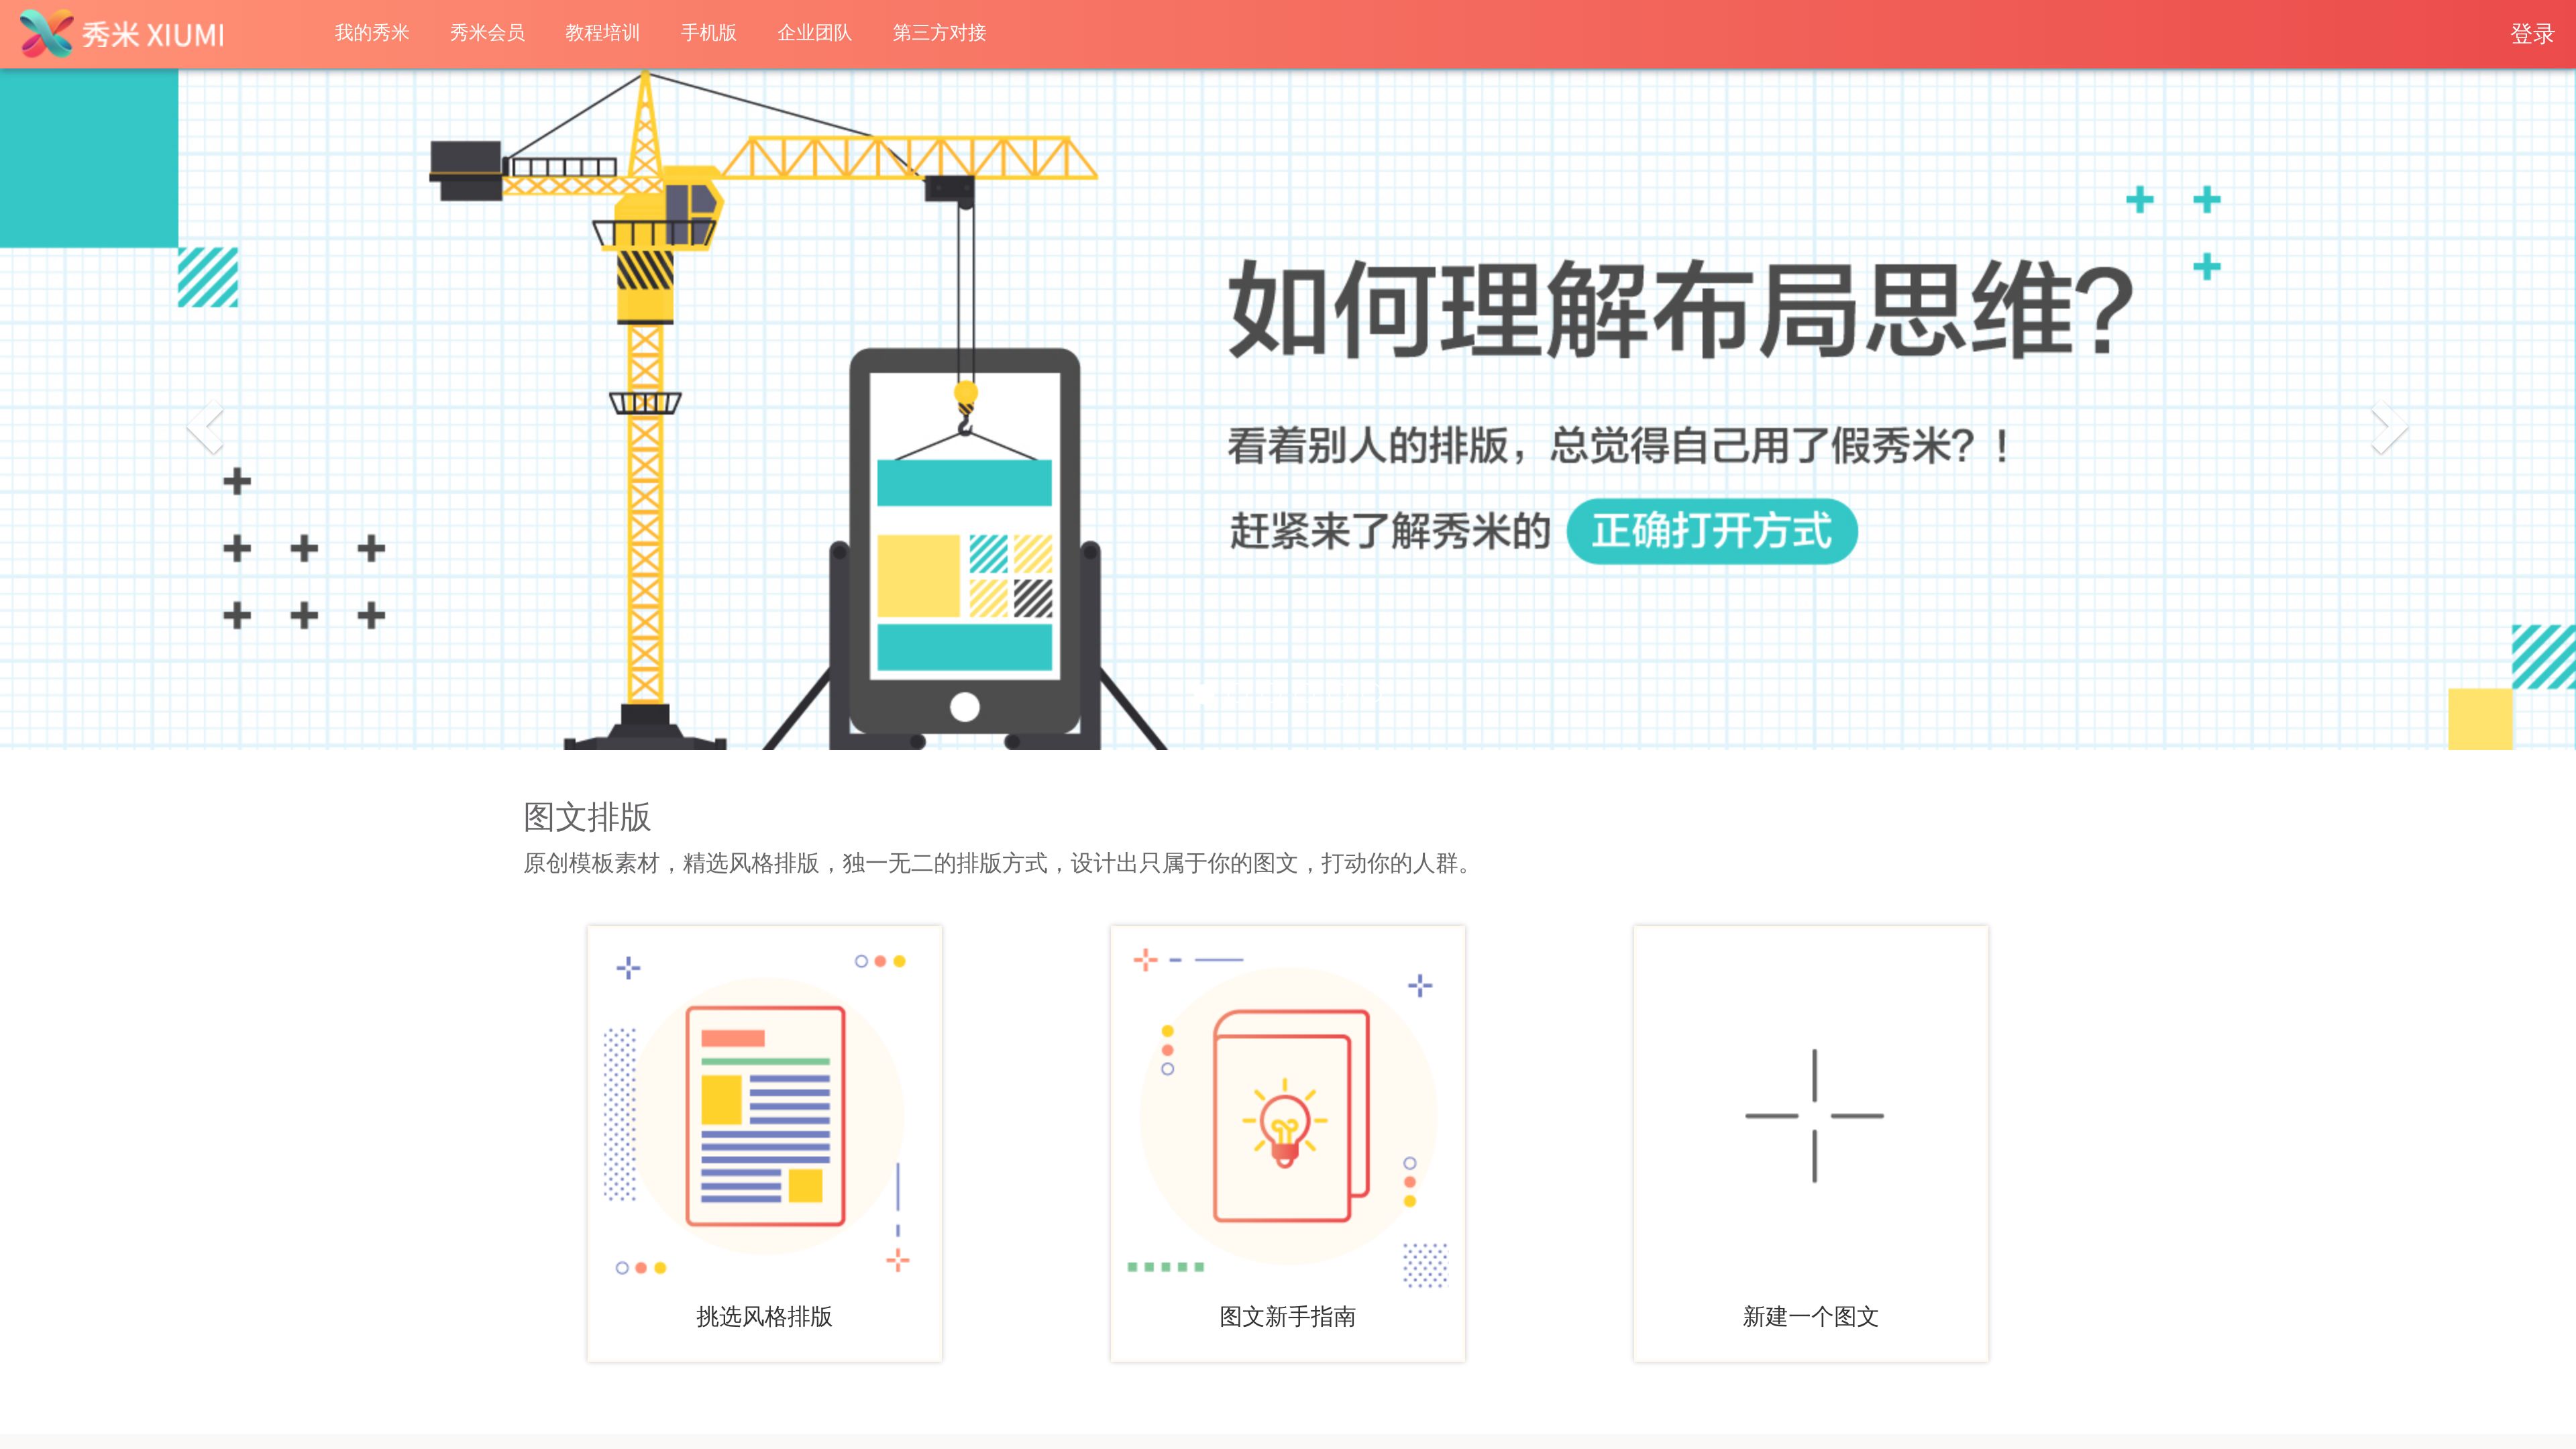 秀米 XIUMI 我的秀米 秀米会员 教程培训 手机版 企业团队 第三方对接 登录
如何理解布局思维?
看着别人的排版，总觉得自己用了假秀米？！
赶紧来了解秀米的 正确打开方式
图文排版
原创模板素材，精选风格排版，独一无二的排版方式，设计出只属于你的图文，打动你的人群。
挑选风格排版 图文新手指南 新建一个图文